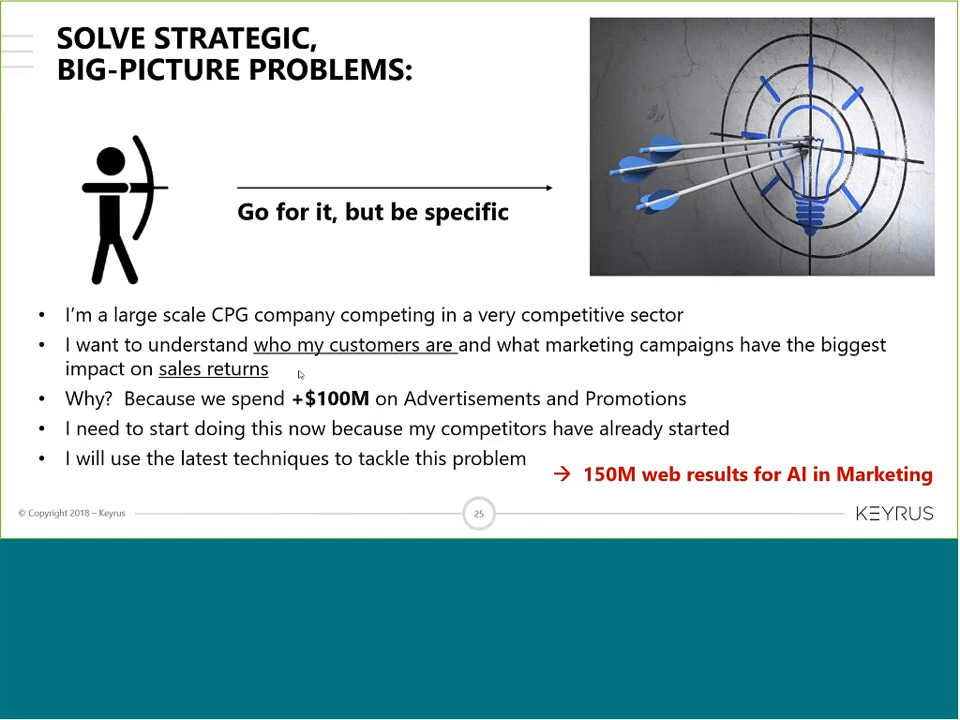 SOLVE STRATEGIC,
BIG-PICTURE PROBLEMS:
Go for it, but be specific
• I'm a large scale CPG company competing in a very competitive sector
• I want to understand who my customers are and what marketing campaigns have the biggest
impact on sales returns
• Why? Because we spend +$100M on Advertisements and Promotions
• I need to start doing this now because my competitors have already started
• I will use the latest techniques to tackle this problem
→ 150M web results for AI in Marketing
© Copyright 2018 – Keyrus
25
KEYRUS